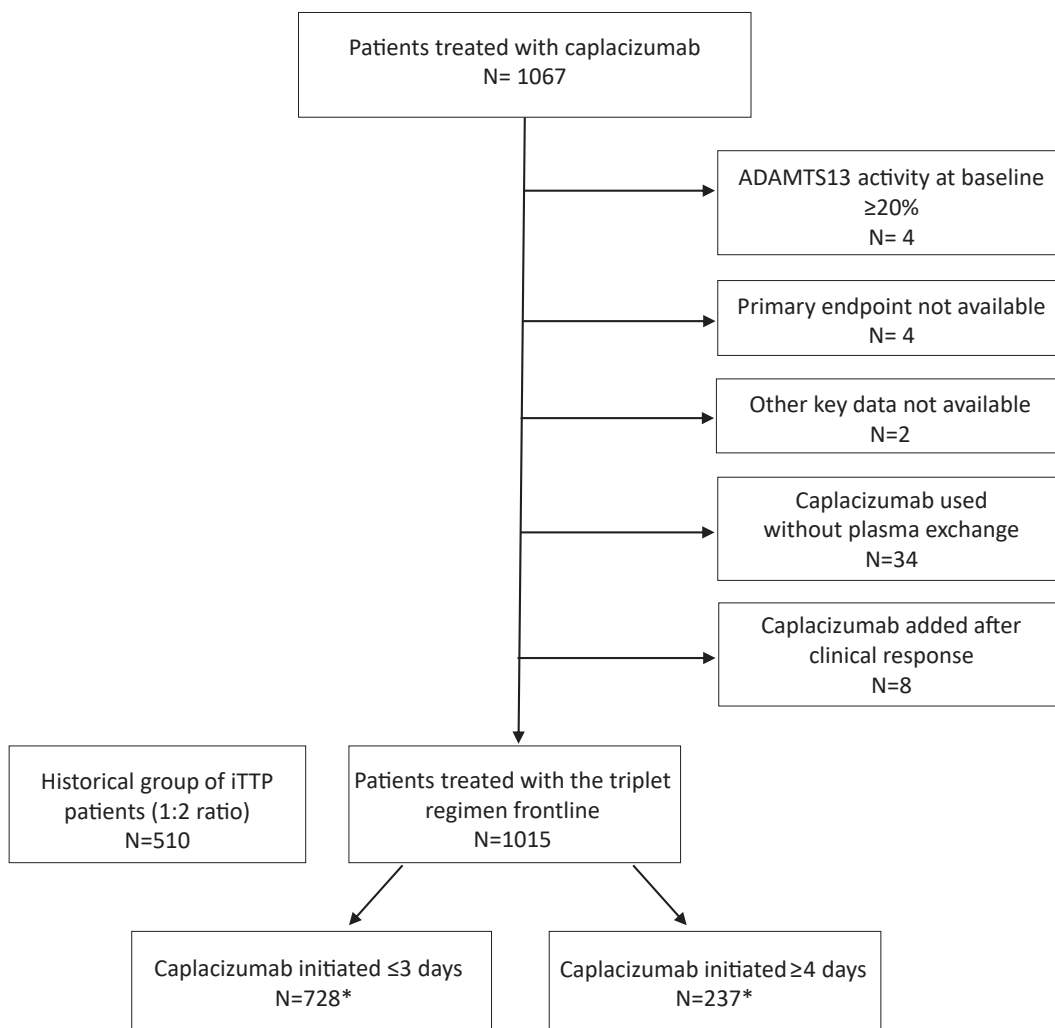 Patients treated with caplacizumab
N= 1067
ADAMTS13 activity at baseline
≥20%
N= 4
Primary endpoint not available
N= 4
Other key data not available
N=2
Caplacizumab used
without plasma exchange
N=34
Caplacizumab added after
clinical response
N=8
Historical group of iTTP
patients (1:2 ratio)
N=510
Patients treated with the triplet
regimen frontline
N=1015
Caplacizumab initiated ≤3 days
N=728*
Caplacizumab initiated ≥4 days
N=237*